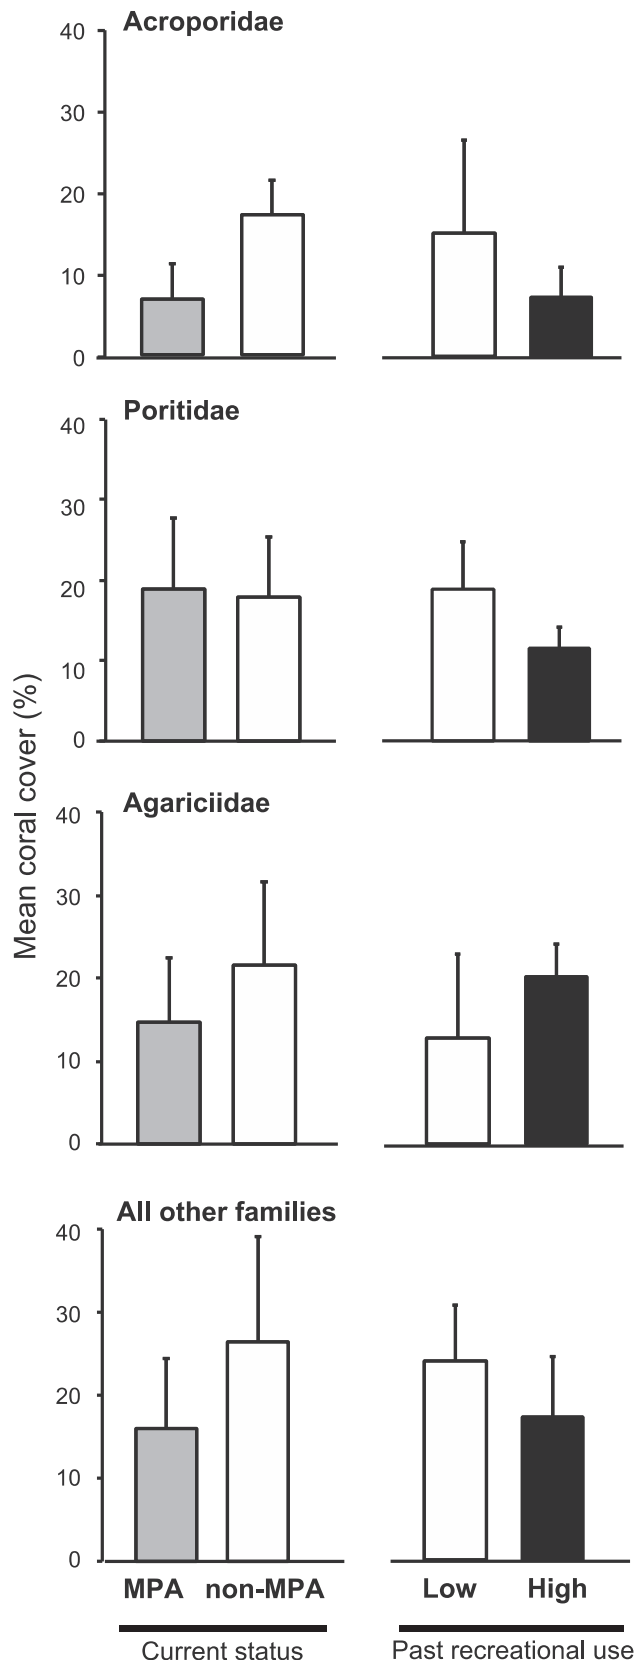 Mean coral cover (%)
Acroporidae
40
30
20
10
0
Poritidae
40
30
20
10
0
Agariciidae
40
30
20
10
0
All other families
40
30
20
10
0
MPA non-MPA Low High
Current status Past recreational use